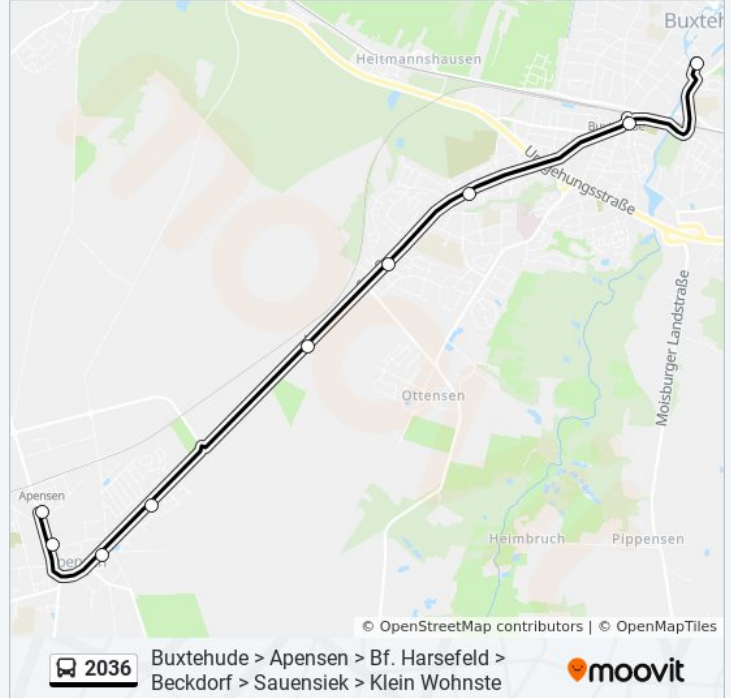 Buxteh
Heitmannshausen
Umgehungsstraße
Moisburger Landstraße
Ottensen
Apensen
Heimbruch
Pippensen
© OpenStreetMap contributors | © OpenMapTiles
2036
Buxtehude > Apensen > Bf. Harsefeld >
Beckdorf > Sauensiek > Klein Wohnste
moovit